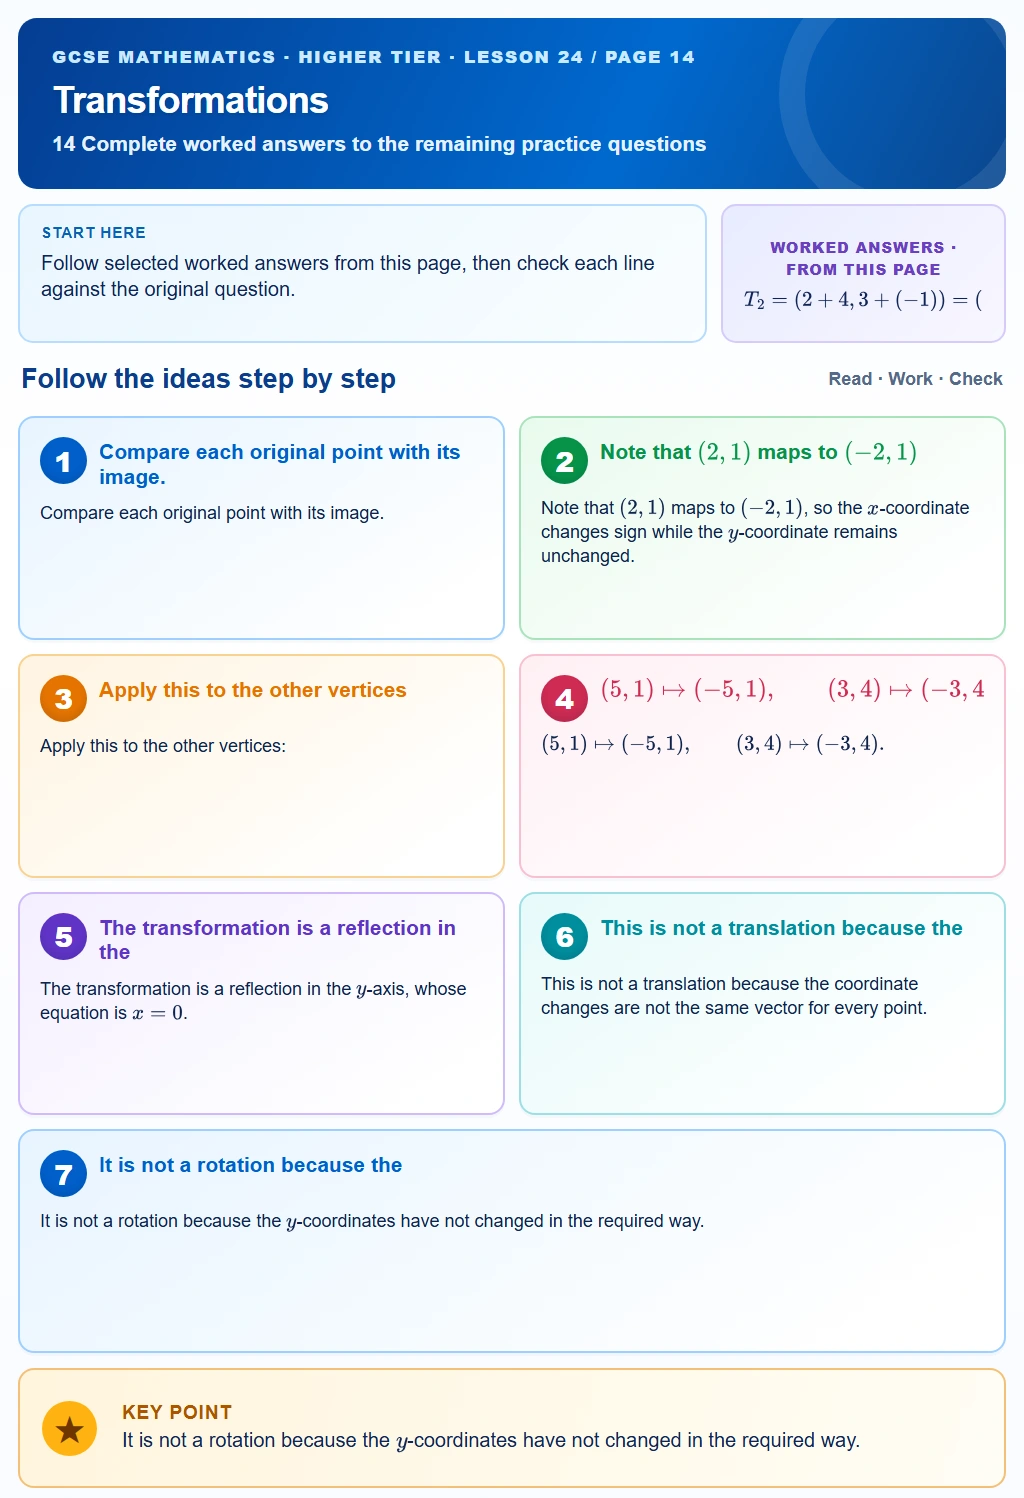 GCSE MATHEMATICS · HIGHER TIER · LESSON 24 / PAGE 14
Transformations
14 Complete worked answers to the remaining practice questions
START HERE
Follow selected worked answers from this page, then check each line
against the original question.
WORKED ANSWERS ·
FROM THIS PAGE
T₂ = (2 + 4, 3 + (−1)) = (
Follow the ideas step by step
Read · Work · Check
1
Compare each original point with its
image.
Compare each original point with its image.
2
Note that (2, 1) maps to (−2, 1)
Note that (2, 1) maps to (−2, 1), so the x-coordinate
changes sign while the y-coordinate remains
unchanged.
3
Apply this to the other vertices
Apply this to the other vertices:
4
(5, 1) ↦ (−5, 1), (3, 4) ↦ (−3, 4
(5, 1) ↦ (−5, 1), (3, 4) ↦ (−3, 4).
5
The transformation is a reflection in
the
The transformation is a reflection in the y-axis, whose
equation is x = 0.
6
This is not a translation because the
This is not a translation because the coordinate
changes are not the same vector for every point.
7
It is not a rotation because the
It is not a rotation because the y-coordinates have not changed in the required way.
KEY POINT
It is not a rotation because the y-coordinates have not changed in the required way.